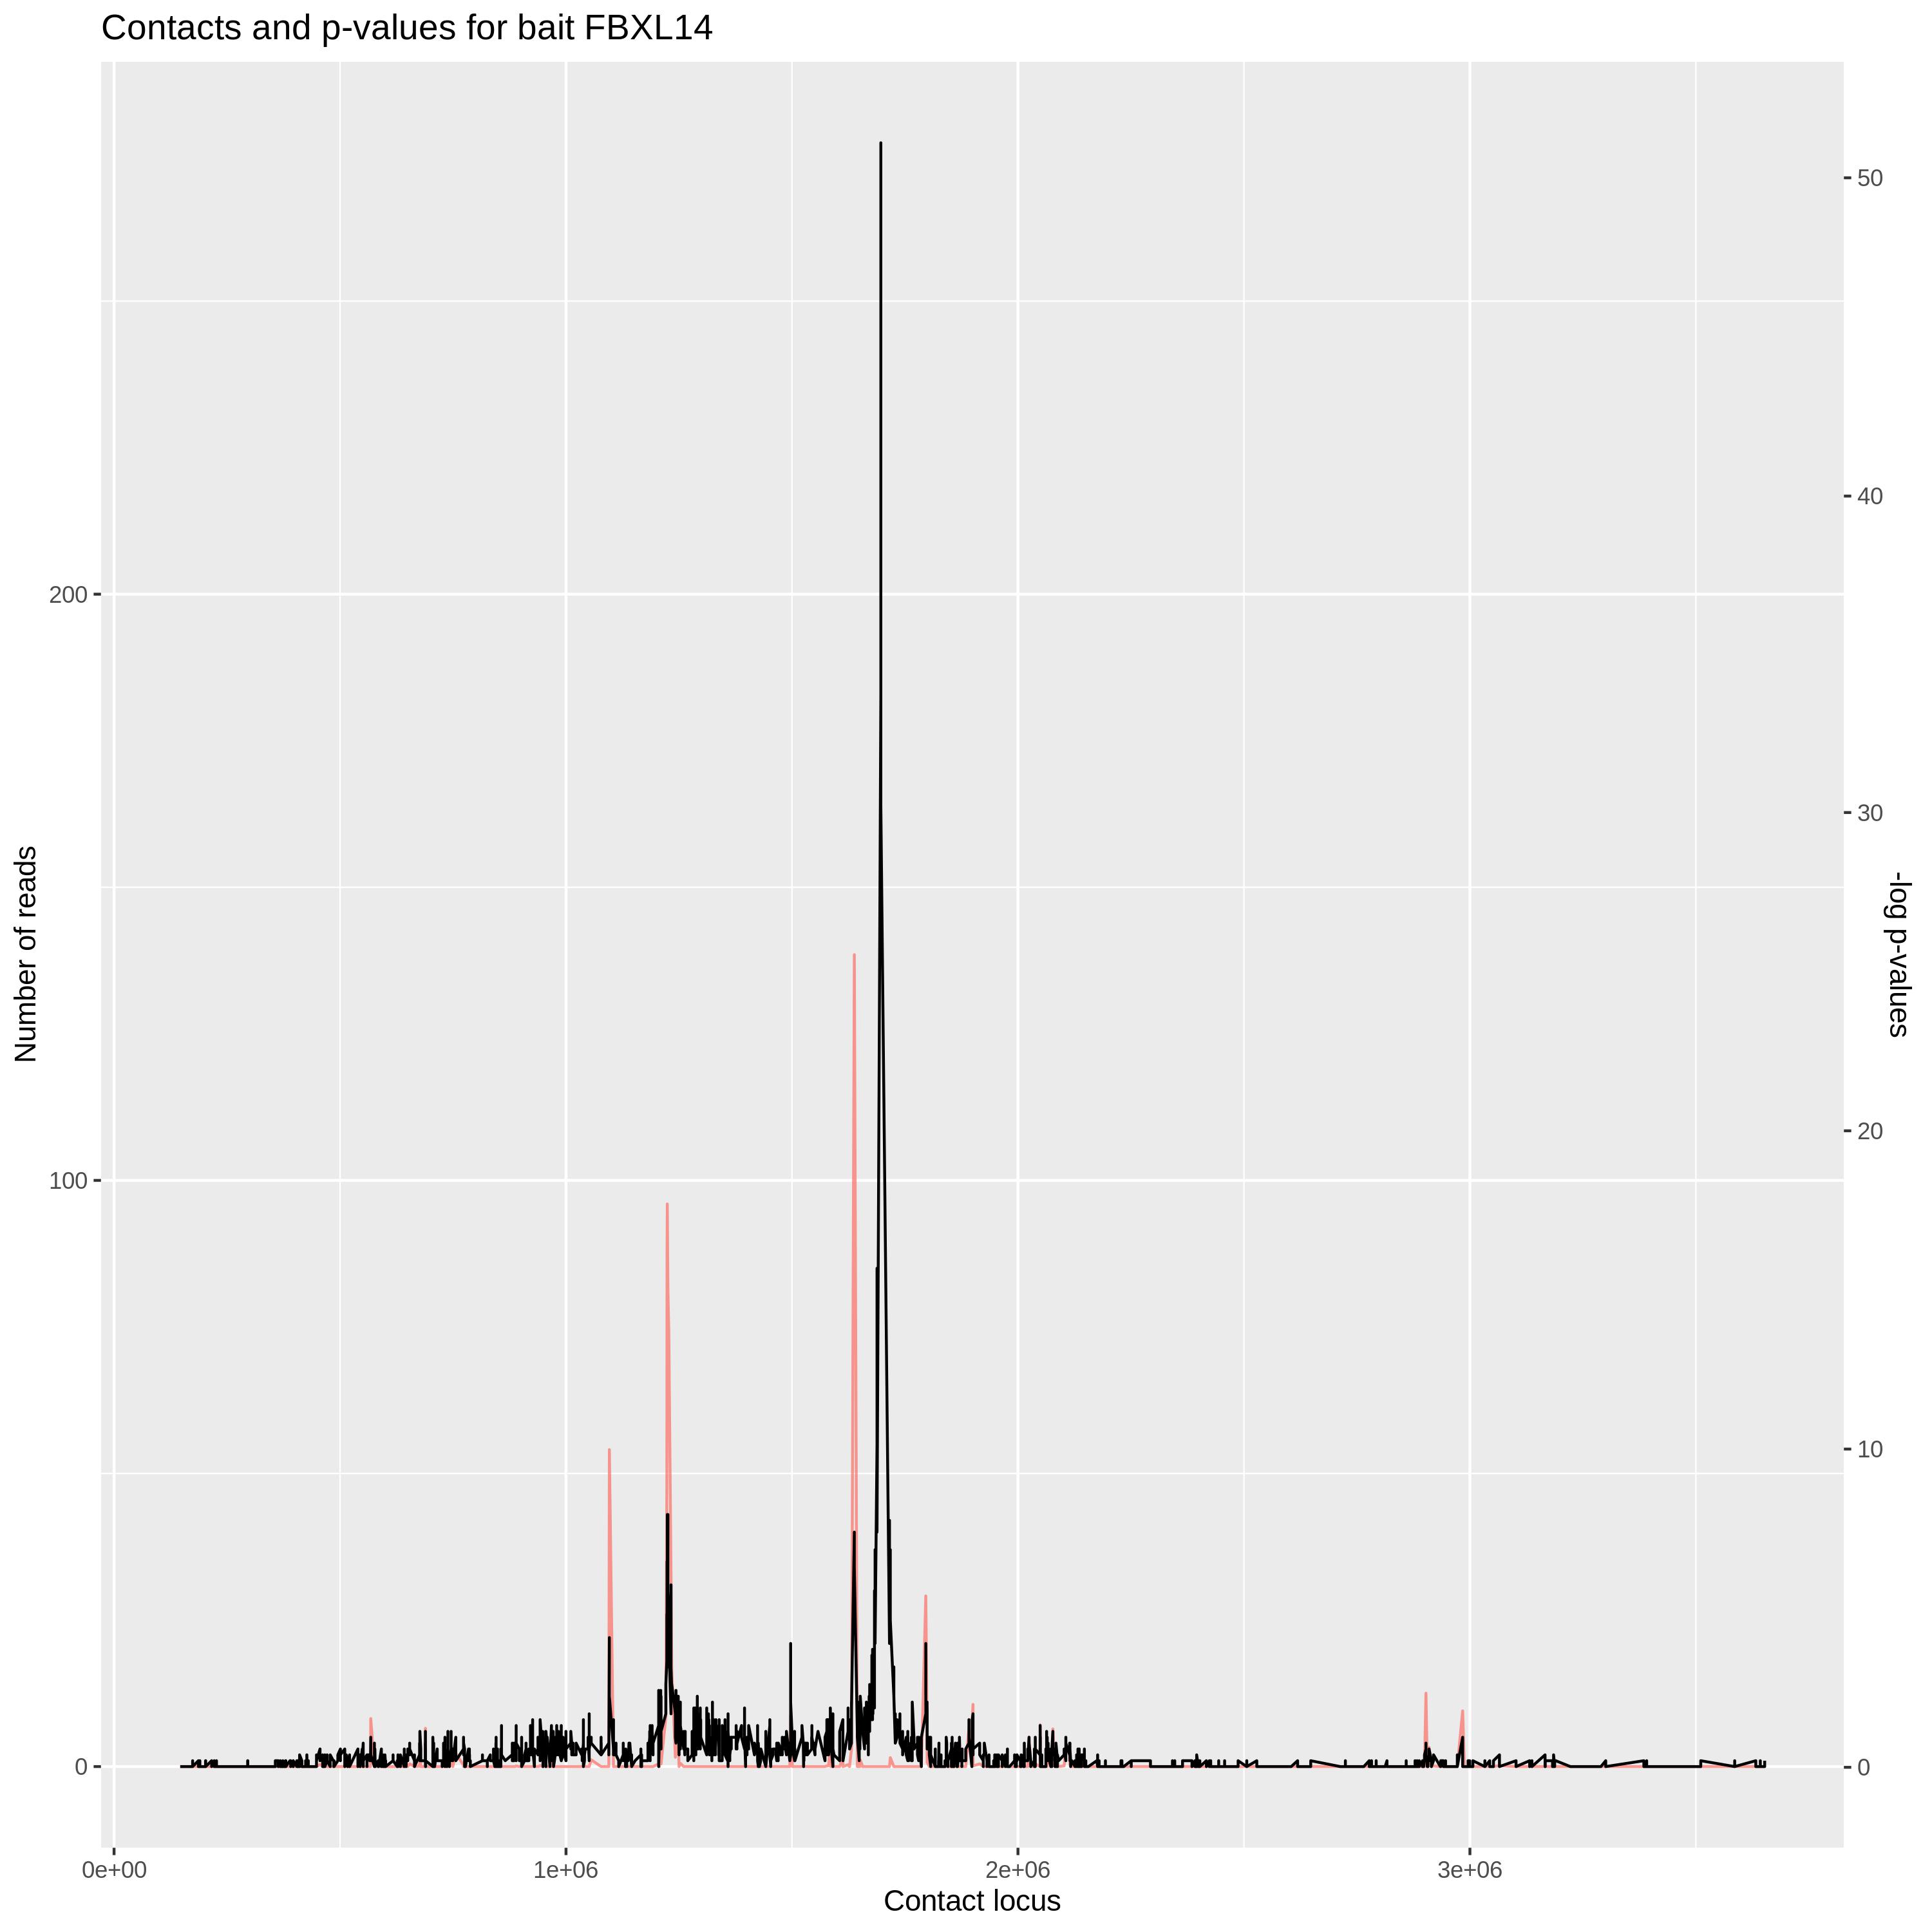 Contacts and p-values for bait FBXL14
Number of reads
200
100
0
50
40
30
20
10
0
-log p-values
0e+00 1e+06 2e+06 3e+06
Contact locus